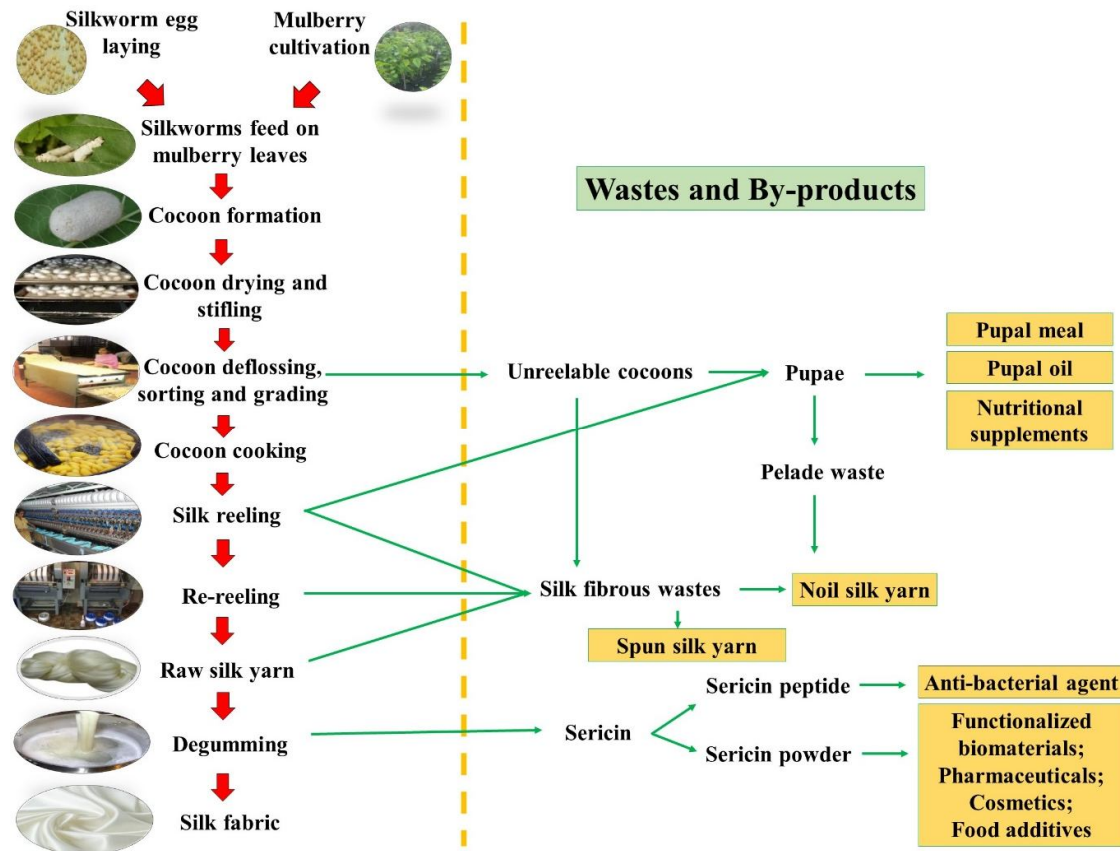 Silkworm egg
laying
Mulberry
cultivation
Silkworms feed on
mulberry leaves
Cocoon formation
Cocoon drying and
stifling
Cocoon deflossing,
sorting and grading
Cocoon cooking
Silk reeling
Re-reeling
Raw silk yarn
Degumming
Silk fabric
Wastes and By-products
Unreelable cocoons
Pupae
Pupal meal
Pupal oil
Nutritional
supplements
Pelade waste
Silk fibrous wastes
Noil silk yarn
Spun silk yarn
Sericin
Sericin peptide
Anti-bacterial agent
Sericin powder
Functionalized
biomaterials;
Pharmaceuticals;
Cosmetics;
Food additives